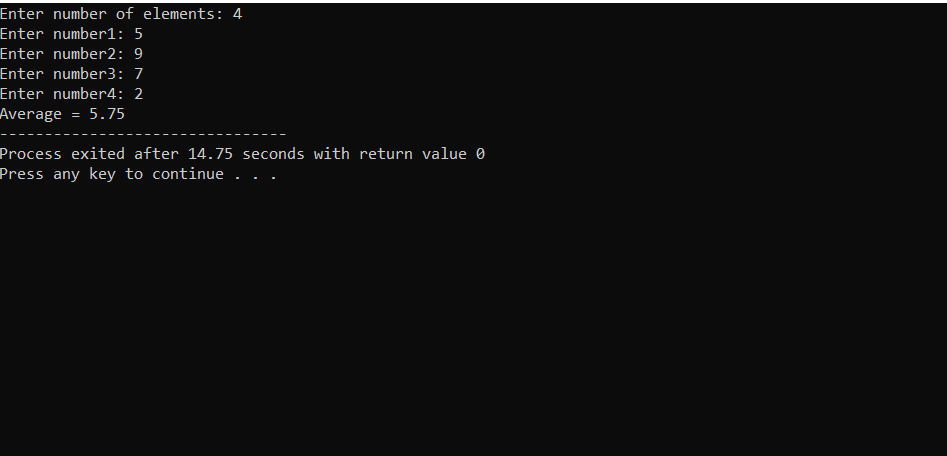 Enter number of elements: 4
Enter number1: 5
Enter number2: 9
Enter number3: 7
Enter number4: 2
Average = 5.75
--------------------------------
Process exited after 14.75 seconds with return value 0
Press any key to continue . . .